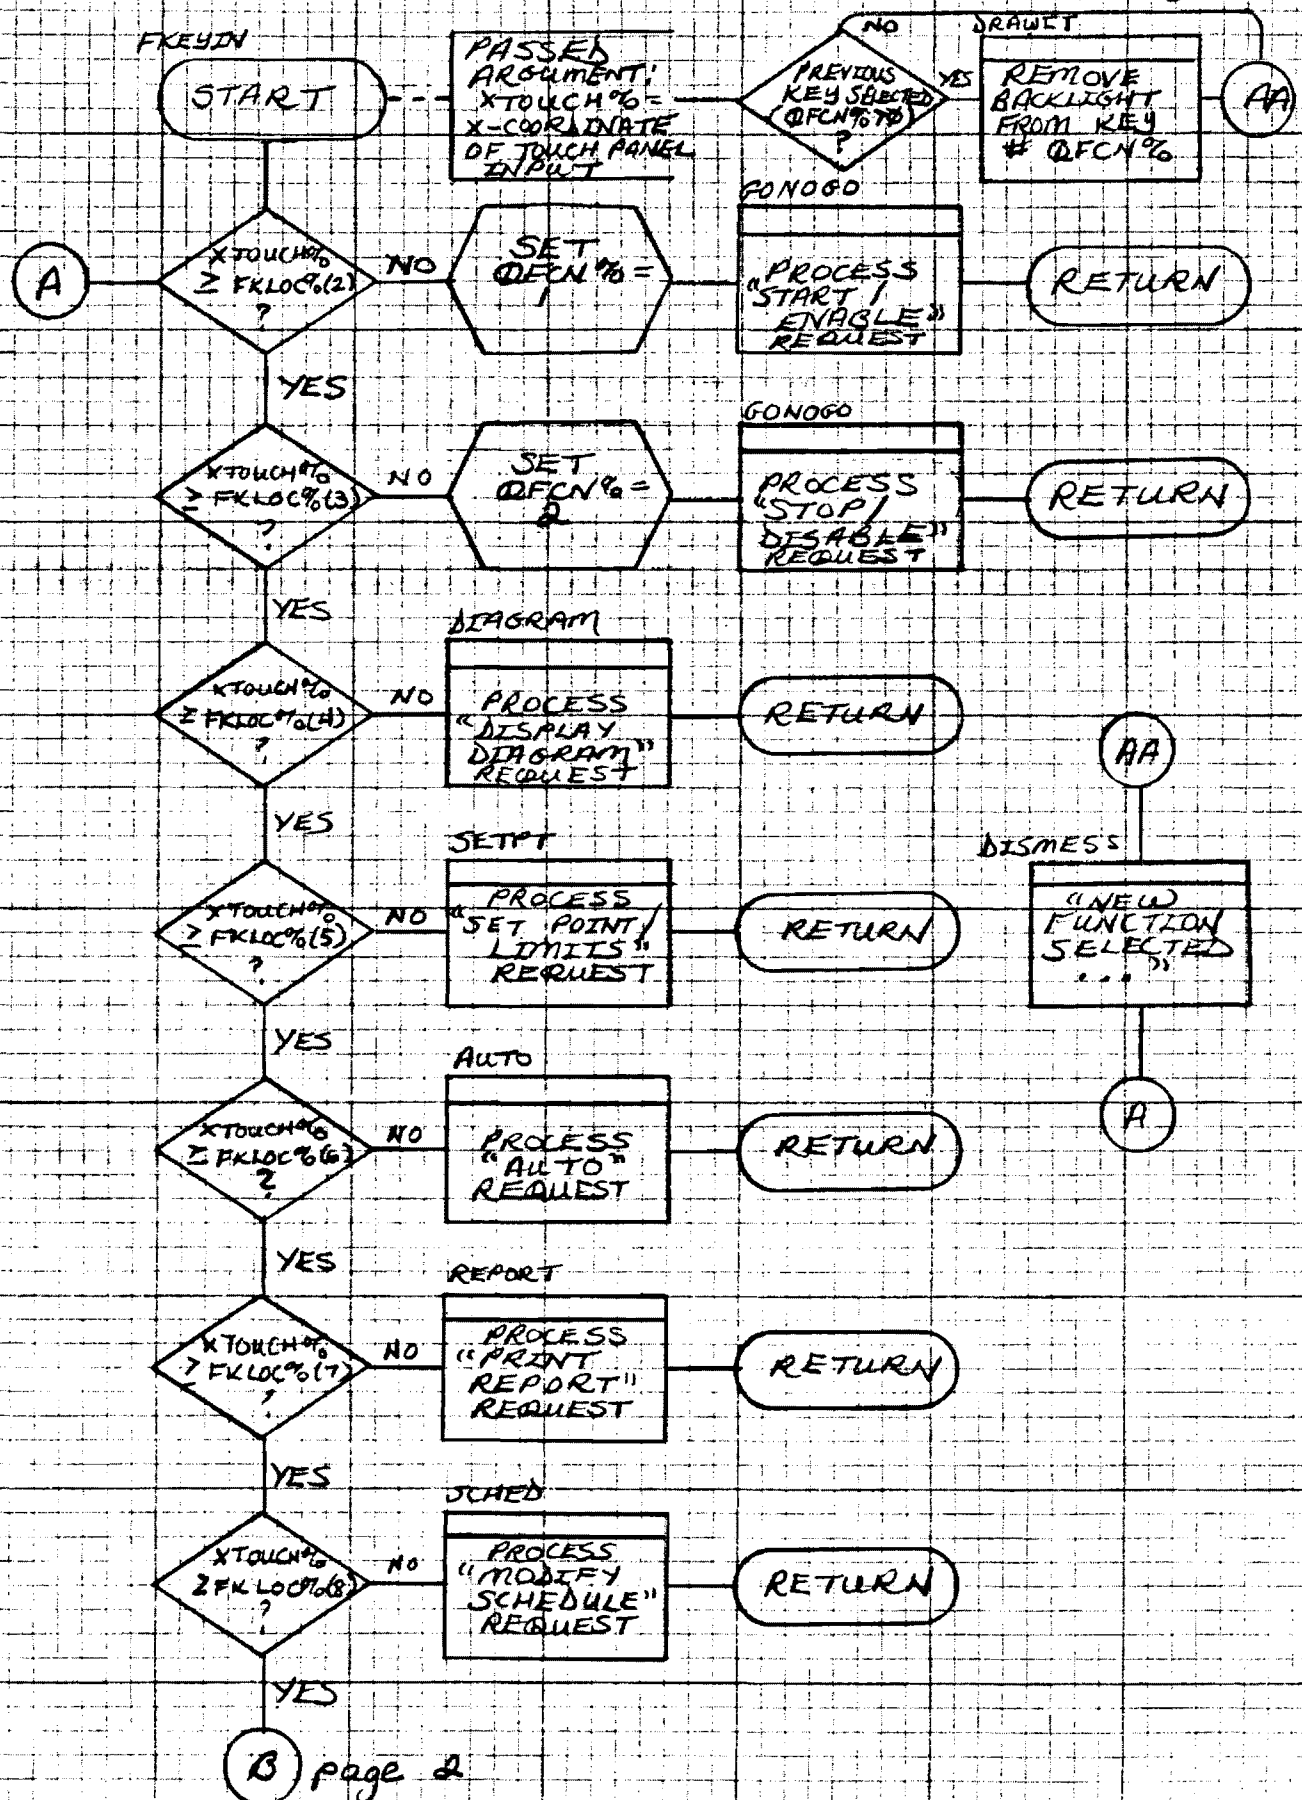 FKEYIN
START
PASSED
ARGUMENT:
XTOUCH% =
X-COORDINATE
OF TOUCH PANEL
INPUT
PREVIOUS
KEY SELECTED
?
NO
YES
DRAWIT
REMOVE
BACKLIGHT
FROM KEY
# QFCN%
AA
A
XTOUCH%
≥ FKLOC%(2)
?
NO
SET
QFCN% =
1
GONOGO
PROCESS
"START /
ENABLE"
REQUEST
RETURN
YES
XTOUCH%
≥ FKLOC%(3)
?
NO
SET
QFCN% =
2
GONOGO
PROCESS
"STOP /
DISABLE"
REQUEST
RETURN
YES
XTOUCH%
≥ FKLOC%(4)
?
NO
DIAGRAM
PROCESS
"DISPLAY
DIAGRAM"
REQUEST
RETURN
AA
YES
XTOUCH%
≥ FKLOC%(5)
?
NO
SETPT
PROCESS
"SET POINT/
LIMITS"
REQUEST
RETURN
DISMESS
"NEW
FUNCTION
SELECTED
..."
YES
XTOUCH%
≥ FKLOC%(6)
?
NO
AUTO
PROCESS
"AUTO"
REQUEST
RETURN
A
YES
XTOUCH%
≥ FKLOC%(7)
?
NO
REPORT
PROCESS
"PRINT
REPORT"
REQUEST
RETURN
YES
XTOUCH%
≥ FKLOC%(8)
?
NO
SCHED
PROCESS
"MODIFY
SCHEDULE"
REQUEST
RETURN
YES
B page 2